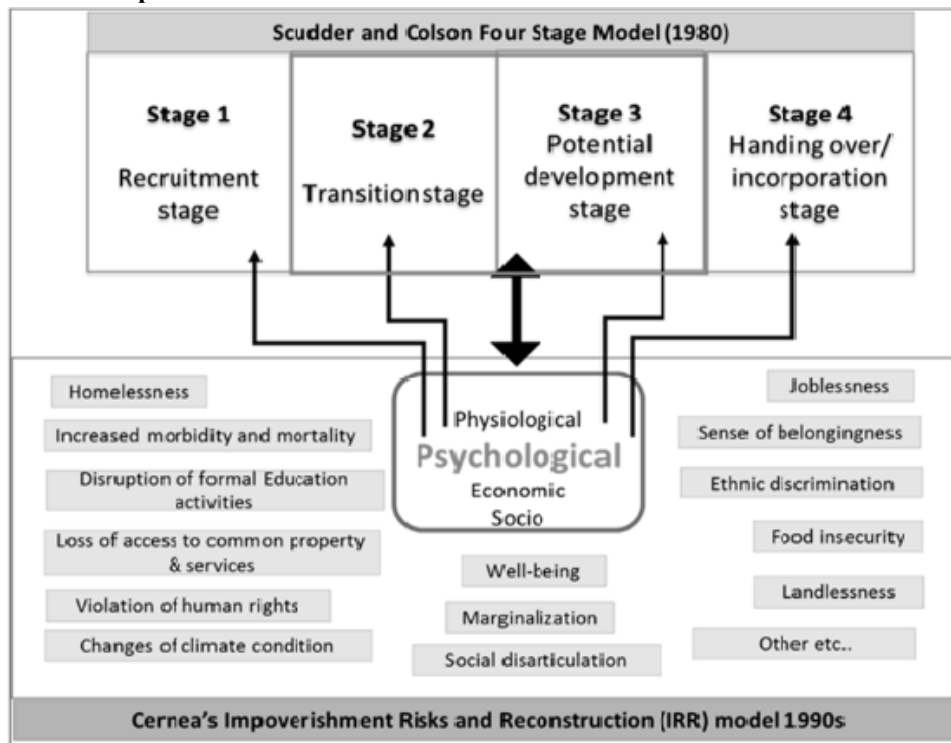 Scudder and Colson Four Stage Model (1980)
Stage 1
Recruitment
stage
Stage 2
Transition stage
Stage 3
Potential
development
stage
Stage 4
Handing over/
incorporation
stage
Homelessness
Increased morbidity and mortality
Disruption of formal Education
activities
Loss of access to common property
& services
Violation of human rights
Changes of climate condition
Physiological
Psychological
Economic
Socio
Well-being
Marginalization
Social disarticulation
Joblessness
Sense of belongingness
Ethnic discrimination
Food insecurity
Landlessness
Other etc..
Cernea's Impoverishment Risks and Reconstruction (IRR) model 1990s